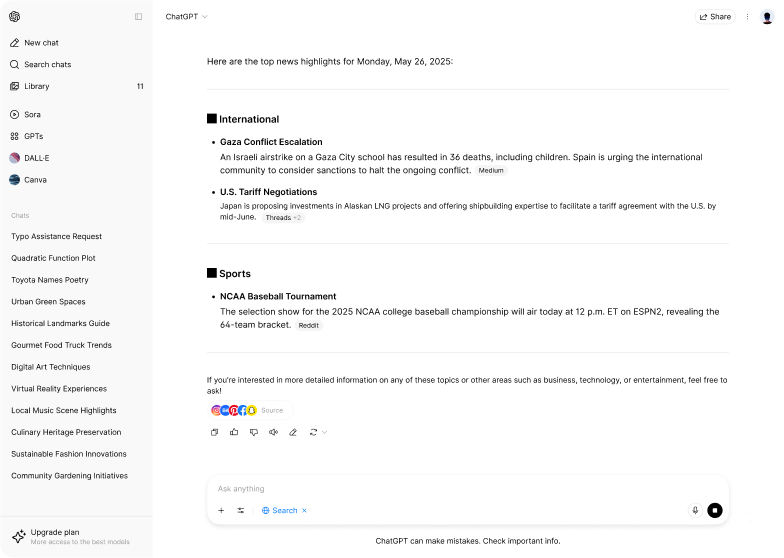 ChatGPT
Share
New chat
Search chats
Library 11
Sora
GPTs
DALL·E
Canva
Chats
Typo Assistance Request
Quadratic Function Plot
Toyota Names Poetry
Urban Green Spaces
Historical Landmarks Guide
Gourmet Food Truck Trends
Digital Art Techniques
Virtual Reality Experiences
Local Music Scene Highlights
Culinary Heritage Preservation
Sustainable Fashion Innovations
Community Gardening Initiatives
Upgrade plan
More access to the best models
Here are the top news highlights for Monday, May 26, 2025:
International
• Gaza Conflict Escalation
An Israeli airstrike on a Gaza City school has resulted in 36 deaths, including children. Spain is urging the international
community to consider sanctions to halt the ongoing conflict. Medium
• U.S. Tariff Negotiations
Japan is proposing investments in Alaskan LNG projects and offering shipbuilding expertise to facilitate a tariff agreement with the U.S. by
mid-June. Threads +2
Sports
• NCAA Baseball Tournament
The selection show for the 2025 NCAA college baseball championship will air today at 12 p.m. ET on ESPN2, revealing the
64-team bracket. Reddit
If you're interested in more detailed information on any of these topics or other areas such as business, technology, or entertainment, feel free to
ask!
Source
Ask anything
Search ×
ChatGPT can make mistakes. Check important info.